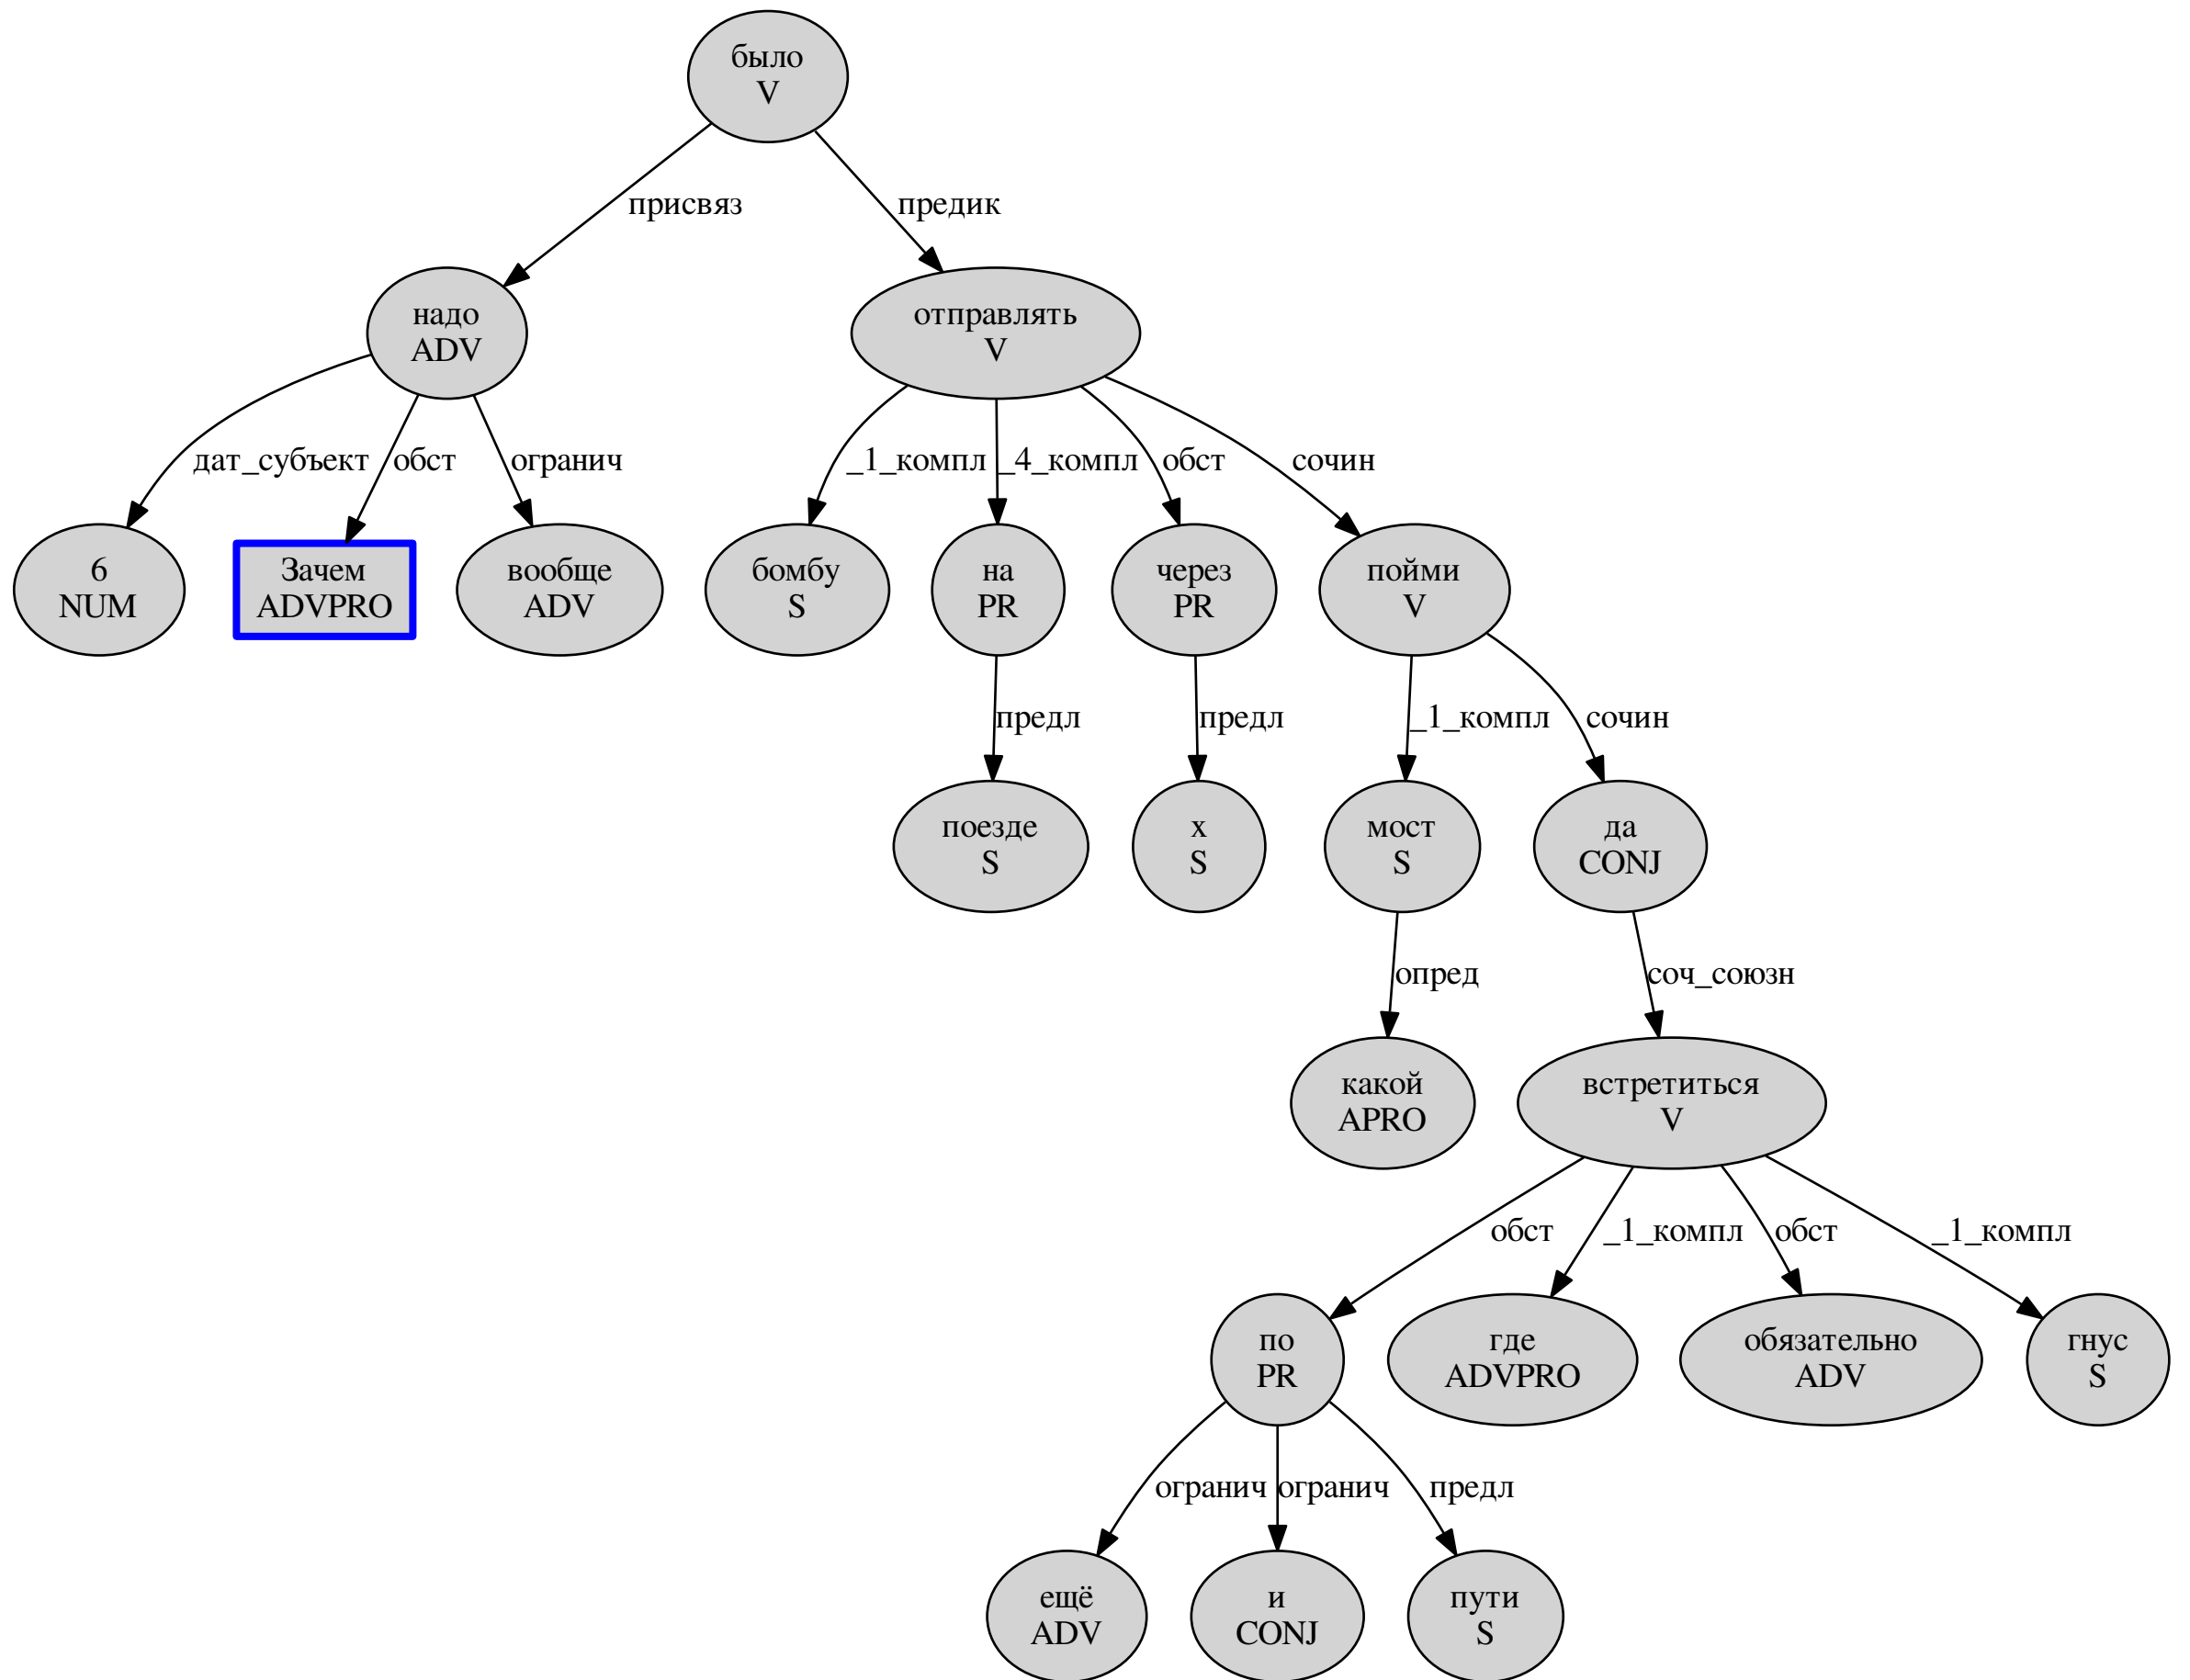 было
V
присвяз
предик
надо
ADV
отправлять
V
дат_субъект
обст
огранич
_1_компл
_4_компл
обст
сочин
6
NUM
Зачем
ADVPRO
вообще
ADV
бомбу
S
на
PR
через
PR
пойми
V
предл
предл
_1_компл
сочин
поезде
S
х
S
мост
S
да
CONJ
опред
соч_союзн
какой
APRO
встретиться
V
обст
_1_компл
обст
_1_компл
по
PR
где
ADVPRO
обязательно
ADV
гнус
S
огранич
огранич
предл
ещё
ADV
и
CONJ
пути
S